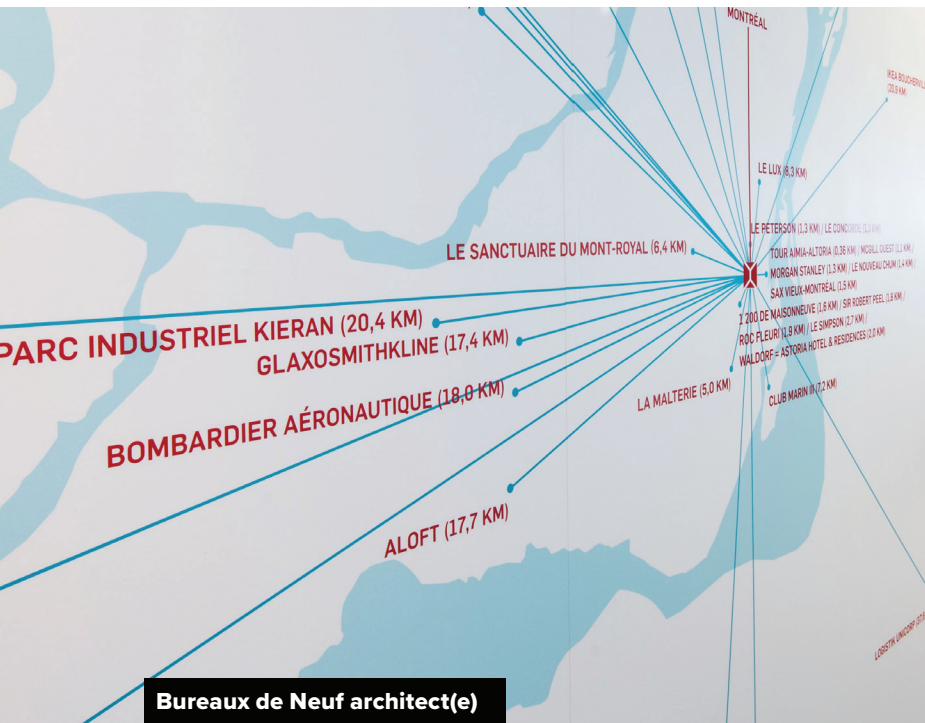 MONTRÉAL
IKEA BOUCHERVILLE
(20,9 KM)
LE LUX (8,3 KM)
LE PETERSON (1,3 KM) / LE CONCORDE
LE SANCTUAIRE DU MONT-ROYAL (6,4 KM)
TOUR AIMIA-ALTORIA (0,36 KM) / MCGILL OUEST (1,1 KM) /
MORGAN STANLEY (1,3 KM) / LE NOUVEAU CHUM (1,4 KM) /
SAX VIEUX-MONTRÉAL (1,5 KM)
1 200 DE MAISONNEUVE (1,6 KM) / SIR ROBERT PEEL (1,8 KM) /
ROC FLEURI (1,9 KM) / LE SIMPSON (2,7 KM) /
WALDORF = ASTORIA HOTEL & RESIDENCES (2,0 KM)
PARC INDUSTRIEL KIERAN (20,4 KM)
GLAXOSMITHKLINE (17,4 KM)
LA MALTERIE (5,0 KM)
CLUB MARIN III (7,2 KM)
BOMBARDIER AÉRONAUTIQUE (18,0 KM)
ALOFT (17,7 KM)
LOGISTIK UNICORP
Bureaux de Neuf architect(e)